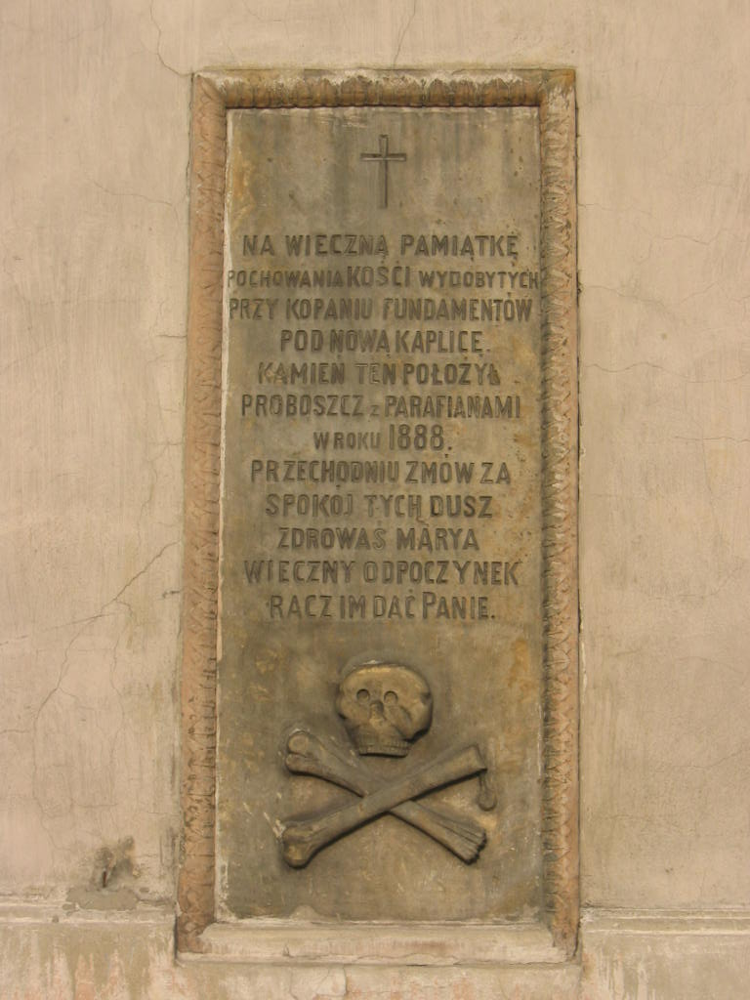 NA WIECZNĄ PAMIĄTKĘ
POCHOWANIA KOŚCI WYDOBYTYCH
PRZY KOPANIU FUNDAMENTÓW
POD NOWĄ KAPLICĘ.
KAMIEŃ TEN POŁOŻYŁ
PROBOSZCZ z PARAFIANAMI
W ROKU 1888.
PRZECHODNIU ZMÓW ZA
SPOKÓJ TYCH DUSZ
ZDROWAŚ MARYA
WIECZNY ODPOCZYNEK
RACZ IM DAĆ PANIE.